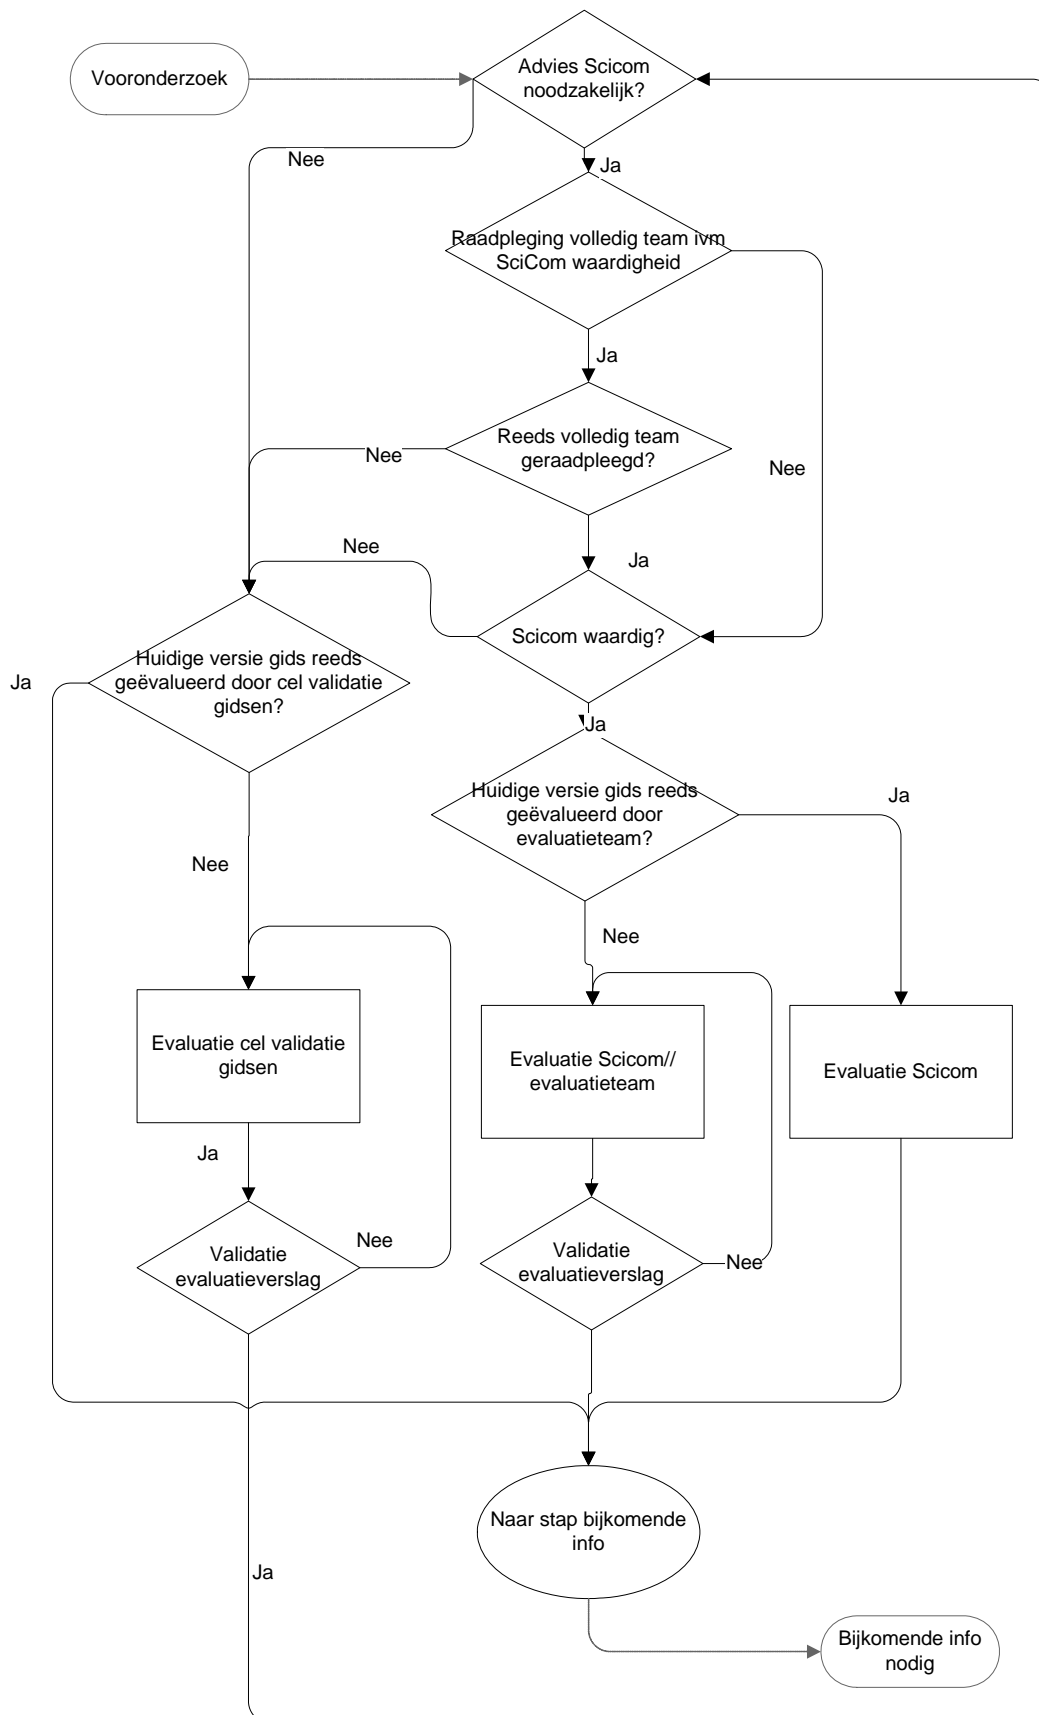 Vooronderzoek
Advies Scicom
noodzakelijk?
Nee
Ja
Raadpleging volledig team ivm
SciCom waardigheid
Ja
Reeds volledig team
geraadpleegd?
Nee
Nee
Nee
Ja
Scicom waardig?
Huidige versie gids reeds
geëvalueerd door cel validatie
gidsen?
Ja
Ja
Huidige versie gids reeds
geëvalueerd door
evaluatieteam?
Ja
Nee
Nee
Evaluatie cel validatie
gidsen
Evaluatie Scicom//
evaluatieteam
Evaluatie Scicom
Ja
Validatie
evaluatieverslag
Nee
Validatie
evaluatieverslag
Nee
Naar stap bijkomende
info
Ja
Bijkomende info
nodig